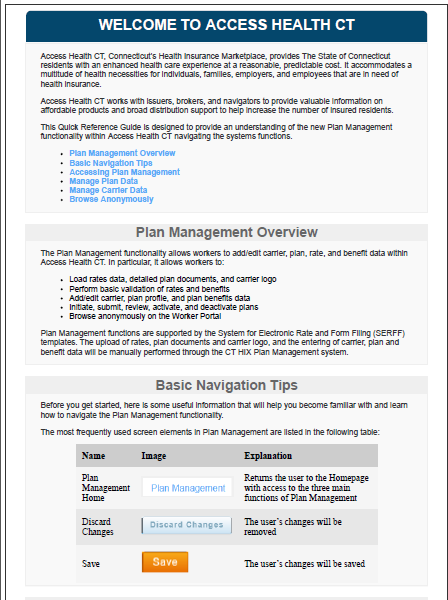 WELCOME TO ACCESS HEALTH CT
Access Health CT, Connecticut's Health Insurance Marketplace, provides The State of Connecticut
residents with an enhanced health care experience at a reasonable, predictable cost. It accommodates a
multitude of health necessities for individuals, families, employers, and employees that are in need of
health insurance.
Access Health CT works with issuers, brokers, and navigators to provide valuable information on
affordable products and broad distribution support to help increase the number of insured residents.
This Quick Reference Guide is designed to provide an understanding of the new Plan Management
functionality within Access Health CT navigating the systems functions.
• Plan Management Overview
• Basic Navigation Tips
• Accessing Plan Management
• Manage Plan Data
• Manage Carrier Data
• Browse Anonymously
Plan Management Overview
The Plan Management functionality allows workers to add/edit carrier, plan, rate, and benefit data within
Access Health CT. In particular, it allows workers to:
• Load rates data, detailed plan documents, and carrier logo
• Perform basic validation of rates and benefits
• Add/edit carrier, plan profile, and plan benefits data
• Initiate, submit, review, activate, and deactivate plans
• Browse anonymously on the Worker Portal
Plan Management functions are supported by the System for Electronic Rate and Form Filing (SERFF)
templates. The upload of rates, plan documents and carrier logo, and the entering of carrier, plan and
benefit data will be manually performed through the CT HIX Plan Management system.
Basic Navigation Tips
Before you get started, here is some useful information that will help you become familiar with and learn
how to navigate the Plan Management functionality.
The most frequently used screen elements in Plan Management are listed in the following table:
Name Image Explanation
Plan
Management
Home
Plan Management
Returns the user to the Homepage
with access to the three main
functions of Plan Management
Discard
Changes
Discard Changes
The user's changes will be
removed
Save
Save
The user's changes will be saved